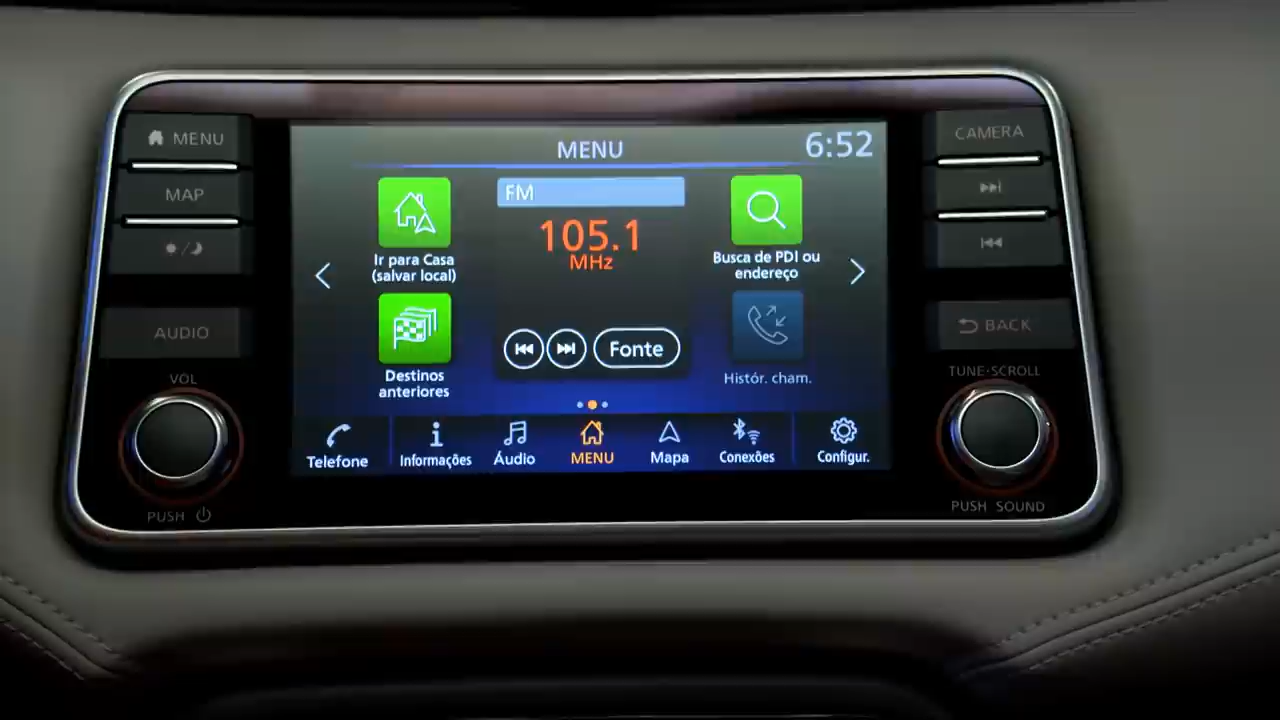 MENU
MAP
AUDIO
VOL
PUSH
MENU
6:52
Ir para Casa
(salvar local)
Destinos
anteriores
FM
105.1
MHz
Fonte
Busca de PDI ou
endereço
Histór. cham.
Telefone
Informações
Áudio
MENU
Mapa
Conexões
Configur.
CAMERA
BACK
TUNE·SCROLL
PUSH SOUND